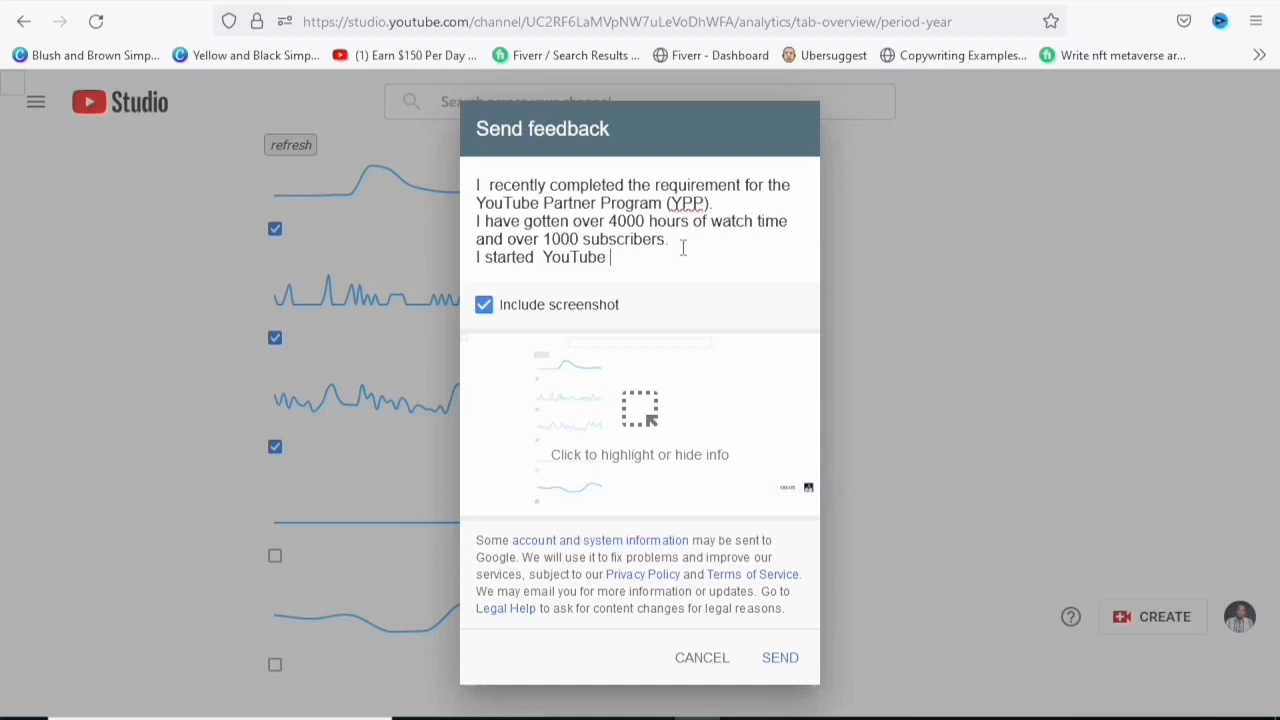 https://studio.youtube.com/channel/UC2RF6LaMVpNW7uLeVoDhWFA/analytics/tab-overview/period-year
Blush and Brown Simp... Yellow and Black Simp... (1) Earn $150 Per Day ... Fiverr / Search Results ... Fiverr - Dashboard Ubersuggest Copywriting Examples... Write nft metaverse ar...
Studio
refresh
Send feedback
I  recently completed the requirement for the
YouTube Partner Program (YPP).
I have gotten over 4000 hours of watch time
and over 1000 subscribers.
I started  YouTube
Include screenshot
Click to highlight or hide info
CREATE
Some account and system information may be sent to
Google. We will use it to fix problems and improve our
services, subject to our Privacy Policy and Terms of Service.
We may email you for more information or updates. Go to
Legal Help to ask for content changes for legal reasons.
CANCEL SEND
CREATE